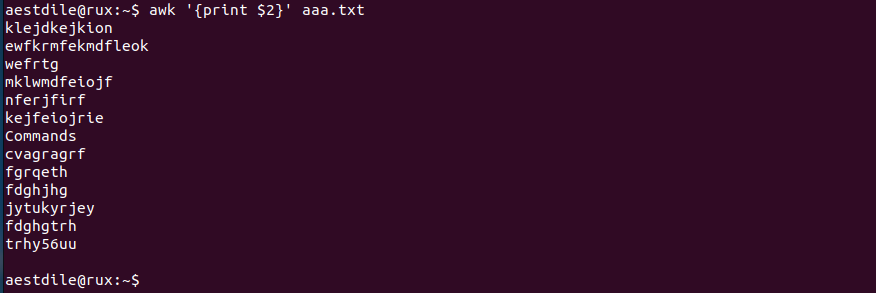 aestdile@rux:~$ awk '{print $2}' aaa.txt
klejdkejkion
ewfkrmfekmdfleok
wefrtg
mklwmdfeiojf
nferjfirf
kejfeiojrie
Commands
cvagragrf
fgrqeth
fdghjhg
jytukyrjey
fdghgtrh
trhy56uu
aestdile@rux:~$